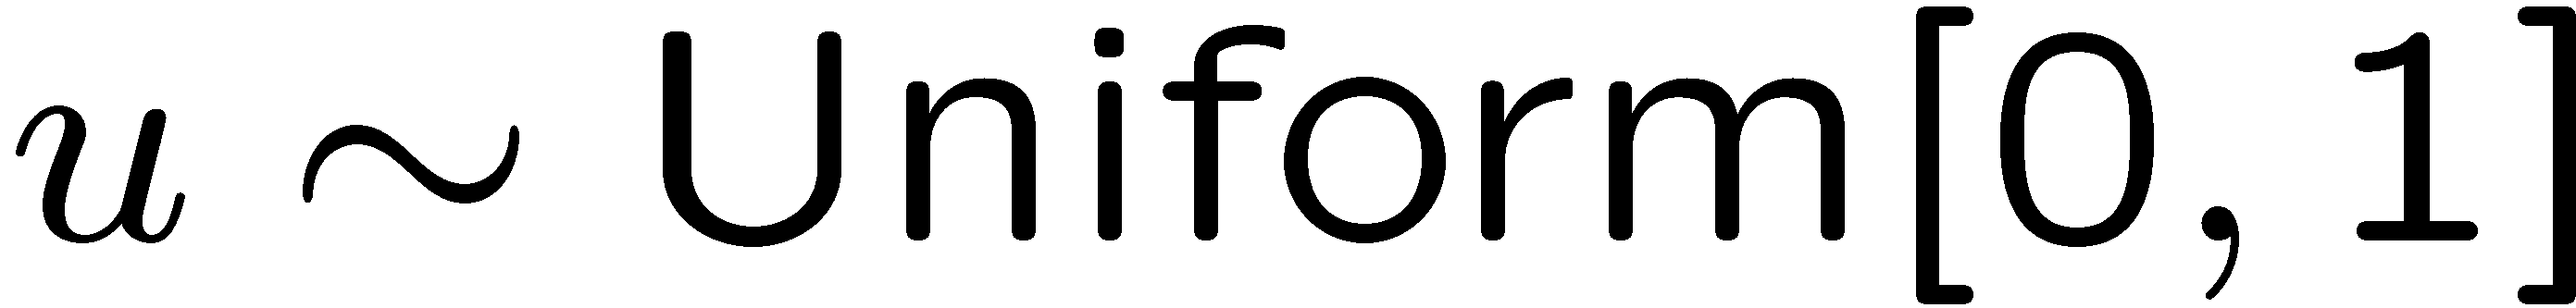 u ∼ Uniform[0, 1]